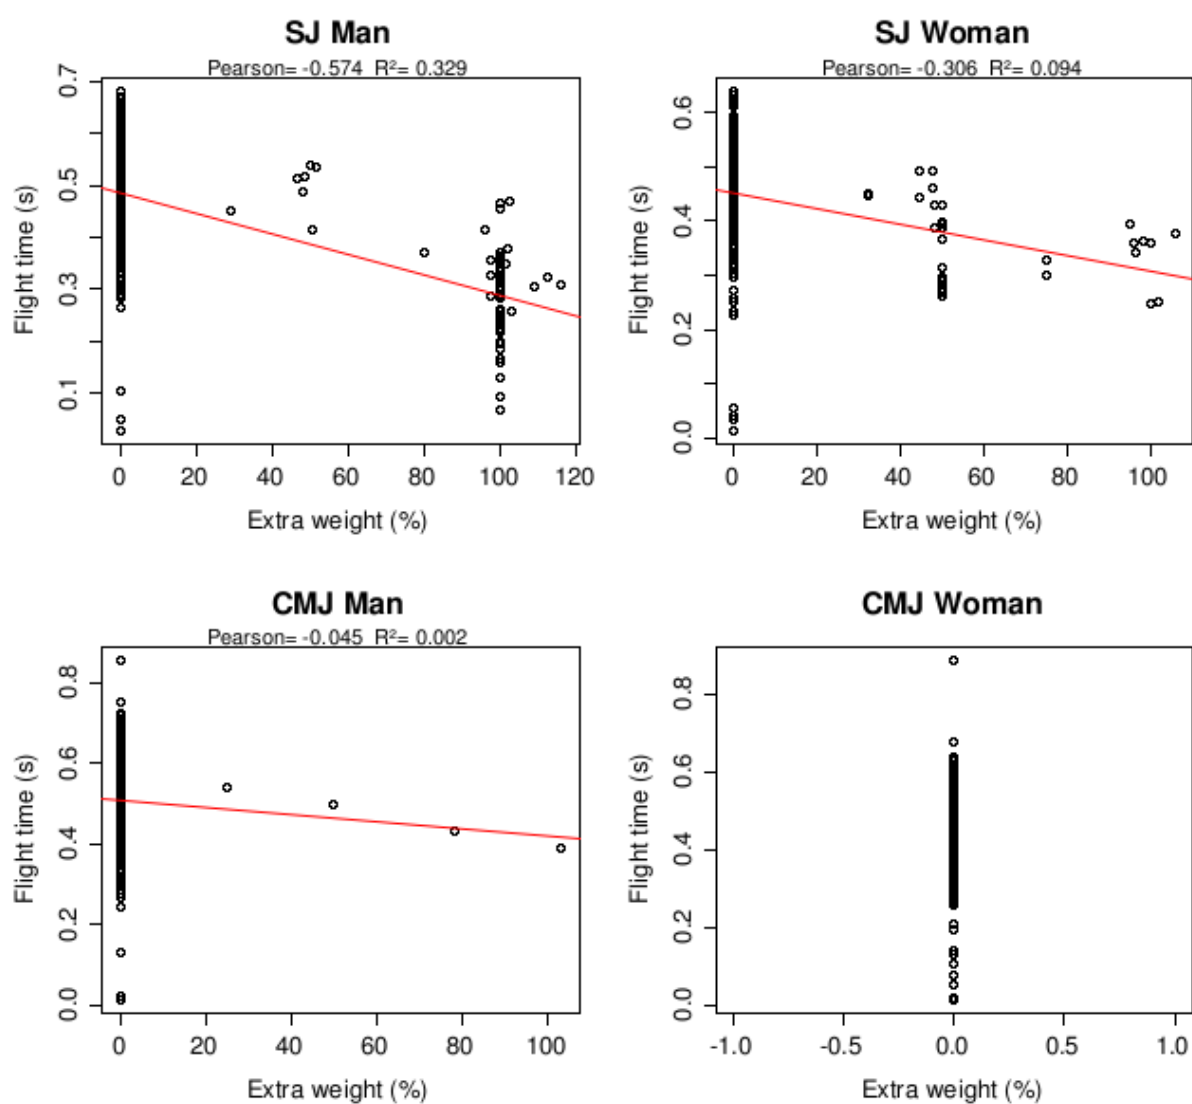 SJ Man
Pearson= -0.574 R²= 0.329
Flight time (s)
0.7
0.5
0.3
0.1
0 20 40 60 80 100 120
Extra weight (%)
SJ Woman
Pearson= -0.306 R²= 0.094
Flight time (s)
0.6
0.4
0.2
0.0
0 20 40 60 80 100
Extra weight (%)
CMJ Man
Pearson= -0.045 R²= 0.002
Flight time (s)
0.8
0.6
0.4
0.2
0.0
0 20 40 60 80 100
Extra weight (%)
CMJ Woman
Flight time (s)
0.8
0.6
0.4
0.2
0.0
-1.0 -0.5 0.0 0.5 1.0
Extra weight (%)